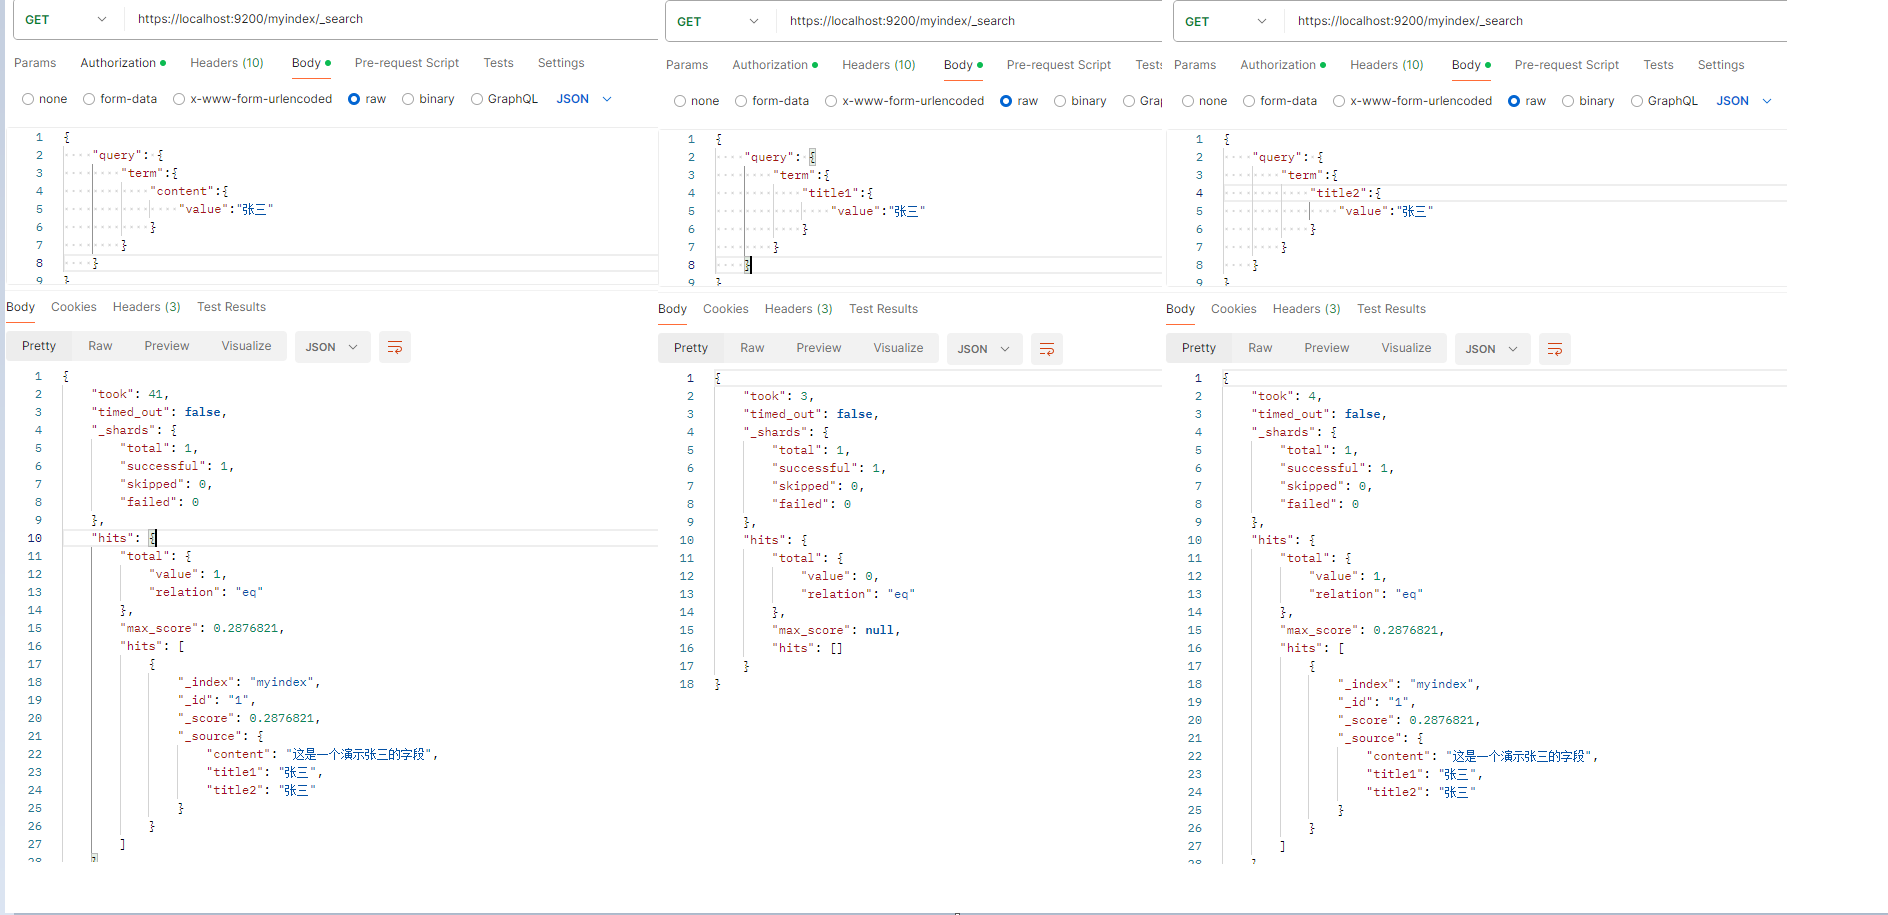 GET https://localhost:9200/myindex/_search
Params Authorization Headers (10) Body Pre-request Script Tests Settings
none form-data x-www-form-urlencoded raw binary GraphQL JSON
1 {
2 "query": {
3 "term":{
4 "content":{
5 "value":"张三"
6 }
7 }
8 }
9 }
Body Cookies Headers (3) Test Results
Pretty Raw Preview Visualize JSON
1 {
2 "took": 41,
3 "timed_out": false,
4 "_shards": {
5 "total": 1,
6 "successful": 1,
7 "skipped": 0,
8 "failed": 0
9 },
10 "hits": {
11 "total": {
12 "value": 1,
13 "relation": "eq"
14 },
15 "max_score": 0.2876821,
16 "hits": [
17 {
18 "_index": "myindex",
19 "_id": "1",
20 "_score": 0.2876821,
21 "_source": {
22 "content": "这是一个演示张三的字段",
23 "title1": "张三",
24 "title2": "张三"
25 }
26 }
27 ]
28 }
GET https://localhost:9200/myindex/_search
Params Authorization Headers (10) Body Pre-request Script Tests
none form-data x-www-form-urlencoded raw binary Gra
1 {
2 "query": {
3 "term":{
4 "title1":{
5 "value":"张三"
6 }
7 }
8 }
9 }
Body Cookies Headers (3) Test Results
Pretty Raw Preview Visualize JSON
1 {
2 "took": 3,
3 "timed_out": false,
4 "_shards": {
5 "total": 1,
6 "successful": 1,
7 "skipped": 0,
8 "failed": 0
9 },
10 "hits": {
11 "total": {
12 "value": 0,
13 "relation": "eq"
14 },
15 "max_score": null,
16 "hits": []
17 }
18 }
GET https://localhost:9200/myindex/_search
Params Authorization Headers (10) Body Pre-request Script Tests Settings
none form-data x-www-form-urlencoded raw binary GraphQL JSON
1 {
2 "query": {
3 "term":{
4 "title2":{
5 "value":"张三"
6 }
7 }
8 }
9 }
Body Cookies Headers (3) Test Results
Pretty Raw Preview Visualize JSON
1 {
2 "took": 4,
3 "timed_out": false,
4 "_shards": {
5 "total": 1,
6 "successful": 1,
7 "skipped": 0,
8 "failed": 0
9 },
10 "hits": {
11 "total": {
12 "value": 1,
13 "relation": "eq"
14 },
15 "max_score": 0.2876821,
16 "hits": [
17 {
18 "_index": "myindex",
19 "_id": "1",
20 "_score": 0.2876821,
21 "_source": {
22 "content": "这是一个演示张三的字段",
23 "title1": "张三",
24 "title2": "张三"
25 }
26 }
27 ]
28 }